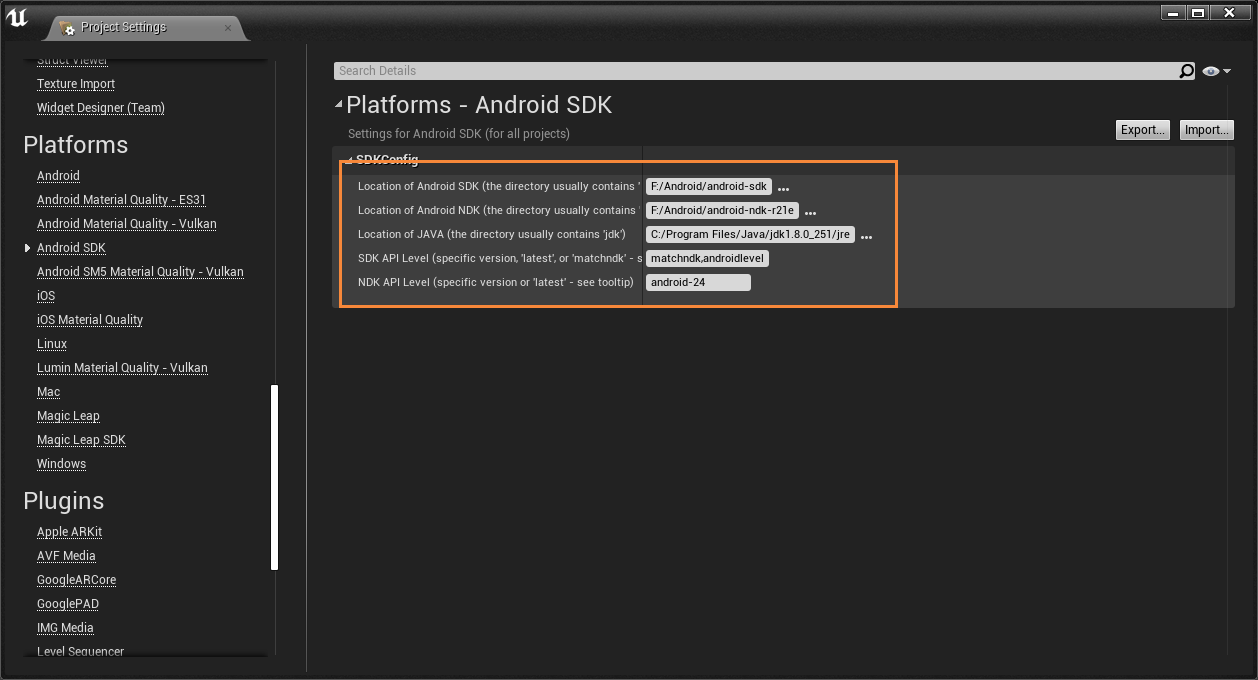 Project Settings
Struct Viewer
Texture Import
Widget Designer (Team)
Platforms
Android
Android Material Quality - ES31
Android Material Quality - Vulkan
Android SDK
Android SM5 Material Quality - Vulkan
iOS
iOS Material Quality
Linux
Lumin Material Quality - Vulkan
Mac
Magic Leap
Magic Leap SDK
Windows
Plugins
Apple ARKit
AVF Media
GoogleARCore
GooglePAD
IMG Media
Level Sequencer
Search Details
Platforms - Android SDK
Settings for Android SDK (for all projects)
Export...
Import...
SDKConfig
Location of Android SDK (the directory usually contains ' F:/Android/android-sdk ...
Location of Android NDK (the directory usually contains ' F:/Android/android-ndk-r21e ...
Location of JAVA (the directory usually contains 'jdk') C:/Program Files/Java/jdk1.8.0_251/jre ...
SDK API Level (specific version, 'latest', or 'matchndk' - s matchndk,androidlevel
NDK API Level (specific version or 'latest' - see tooltip) android-24